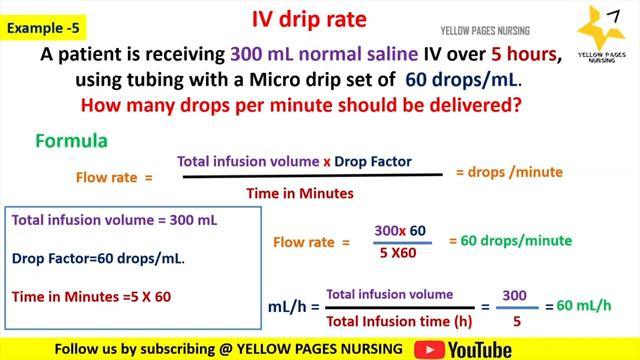 Example -5
IV drip rate
YELLOW PAGES NURSING
YELLOW PAGES
NURSING
A patient is receiving 300 mL normal saline IV over 5 hours,
using tubing with a Micro drip set of 60 drops/mL.
How many drops per minute should be delivered?
Formula
Flow rate = Total infusion volume x Drop Factor / Time in Minutes = drops /minute
Total infusion volume = 300 mL
Drop Factor=60 drops/mL.
Time in Minutes =5 X 60
Flow rate = 300x 60 / 5 X60 = 60 drops/minute
mL/h = Total infusion volume / Total Infusion time (h) = 300 / 5 = 60 mL/h
Follow us by subscribing @ YELLOW PAGES NURSING YouTube